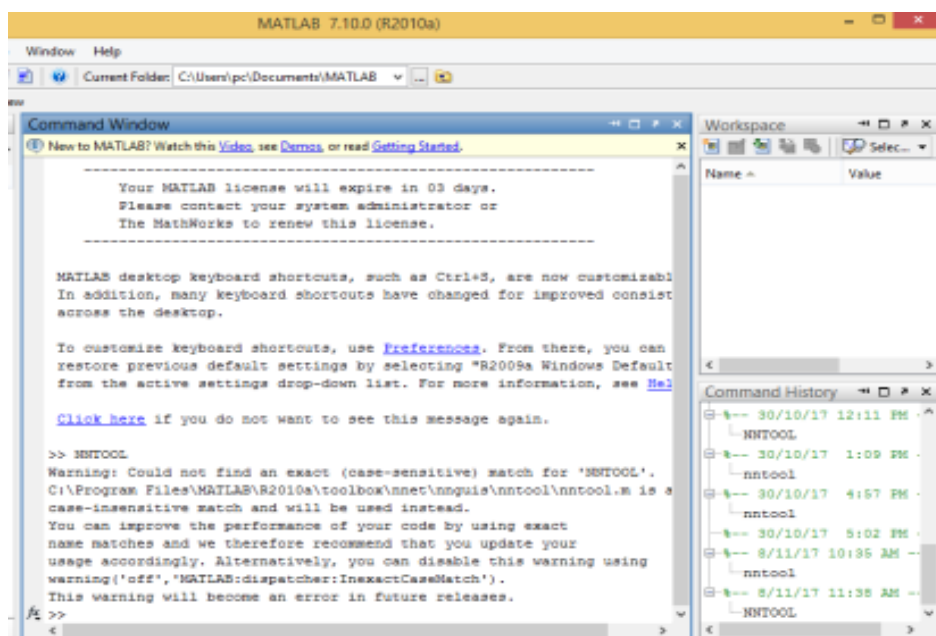 MATLAB 7.10.0 (R2010a)
Window Help
Current Folder: C:\Users\pc\Documents\MATLAB
Command Window
New to MATLAB? Watch this Video, see Demos, or read Getting Started.
Your MATLAB license will expire in 03 days.
Please contact your system administrator or
The MathWorks to renew this license.
MATLAB desktop keyboard shortcuts, such as Ctrl+S, are now customizabl
In addition, many keyboard shortcuts have changed for improved consist
across the desktop.
To customize keyboard shortcuts, use Preferences. From there, you can
restore previous default settings by selecting "R2009a Windows Default
from the active settings drop-down list. For more information, see Hel
Click here if you do not want to see this message again.
>> NNTOOL
Warning: Could not find an exact (case-sensitive) match for 'NNTOOL'.
C:\Program Files\MATLAB\R2010a\toolbox\nnet\nnguis\nntool\nntool.m is a
case-insensitive match and will be used instead.
You can improve the performance of your code by using exact
name matches and we therefore recommend that you update your
usage accordingly. Alternatively, you can disable this warning using
warning('off','MATLAB:dispatcher:InexactCaseMatch').
This warning will become an error in future releases.
fx >>
Workspace
Selec...
Name Value
Command History
%-- 30/10/17 12:11 PM -
NNTOOL
%-- 30/10/17 1:09 PM -
nntool
%-- 30/10/17 4:57 PM -
nntool
%-- 30/10/17 5:02 PM -
%-- 8/11/17 10:35 AM --
nntool
%-- 8/11/17 11:38 AM --
NNTOOL